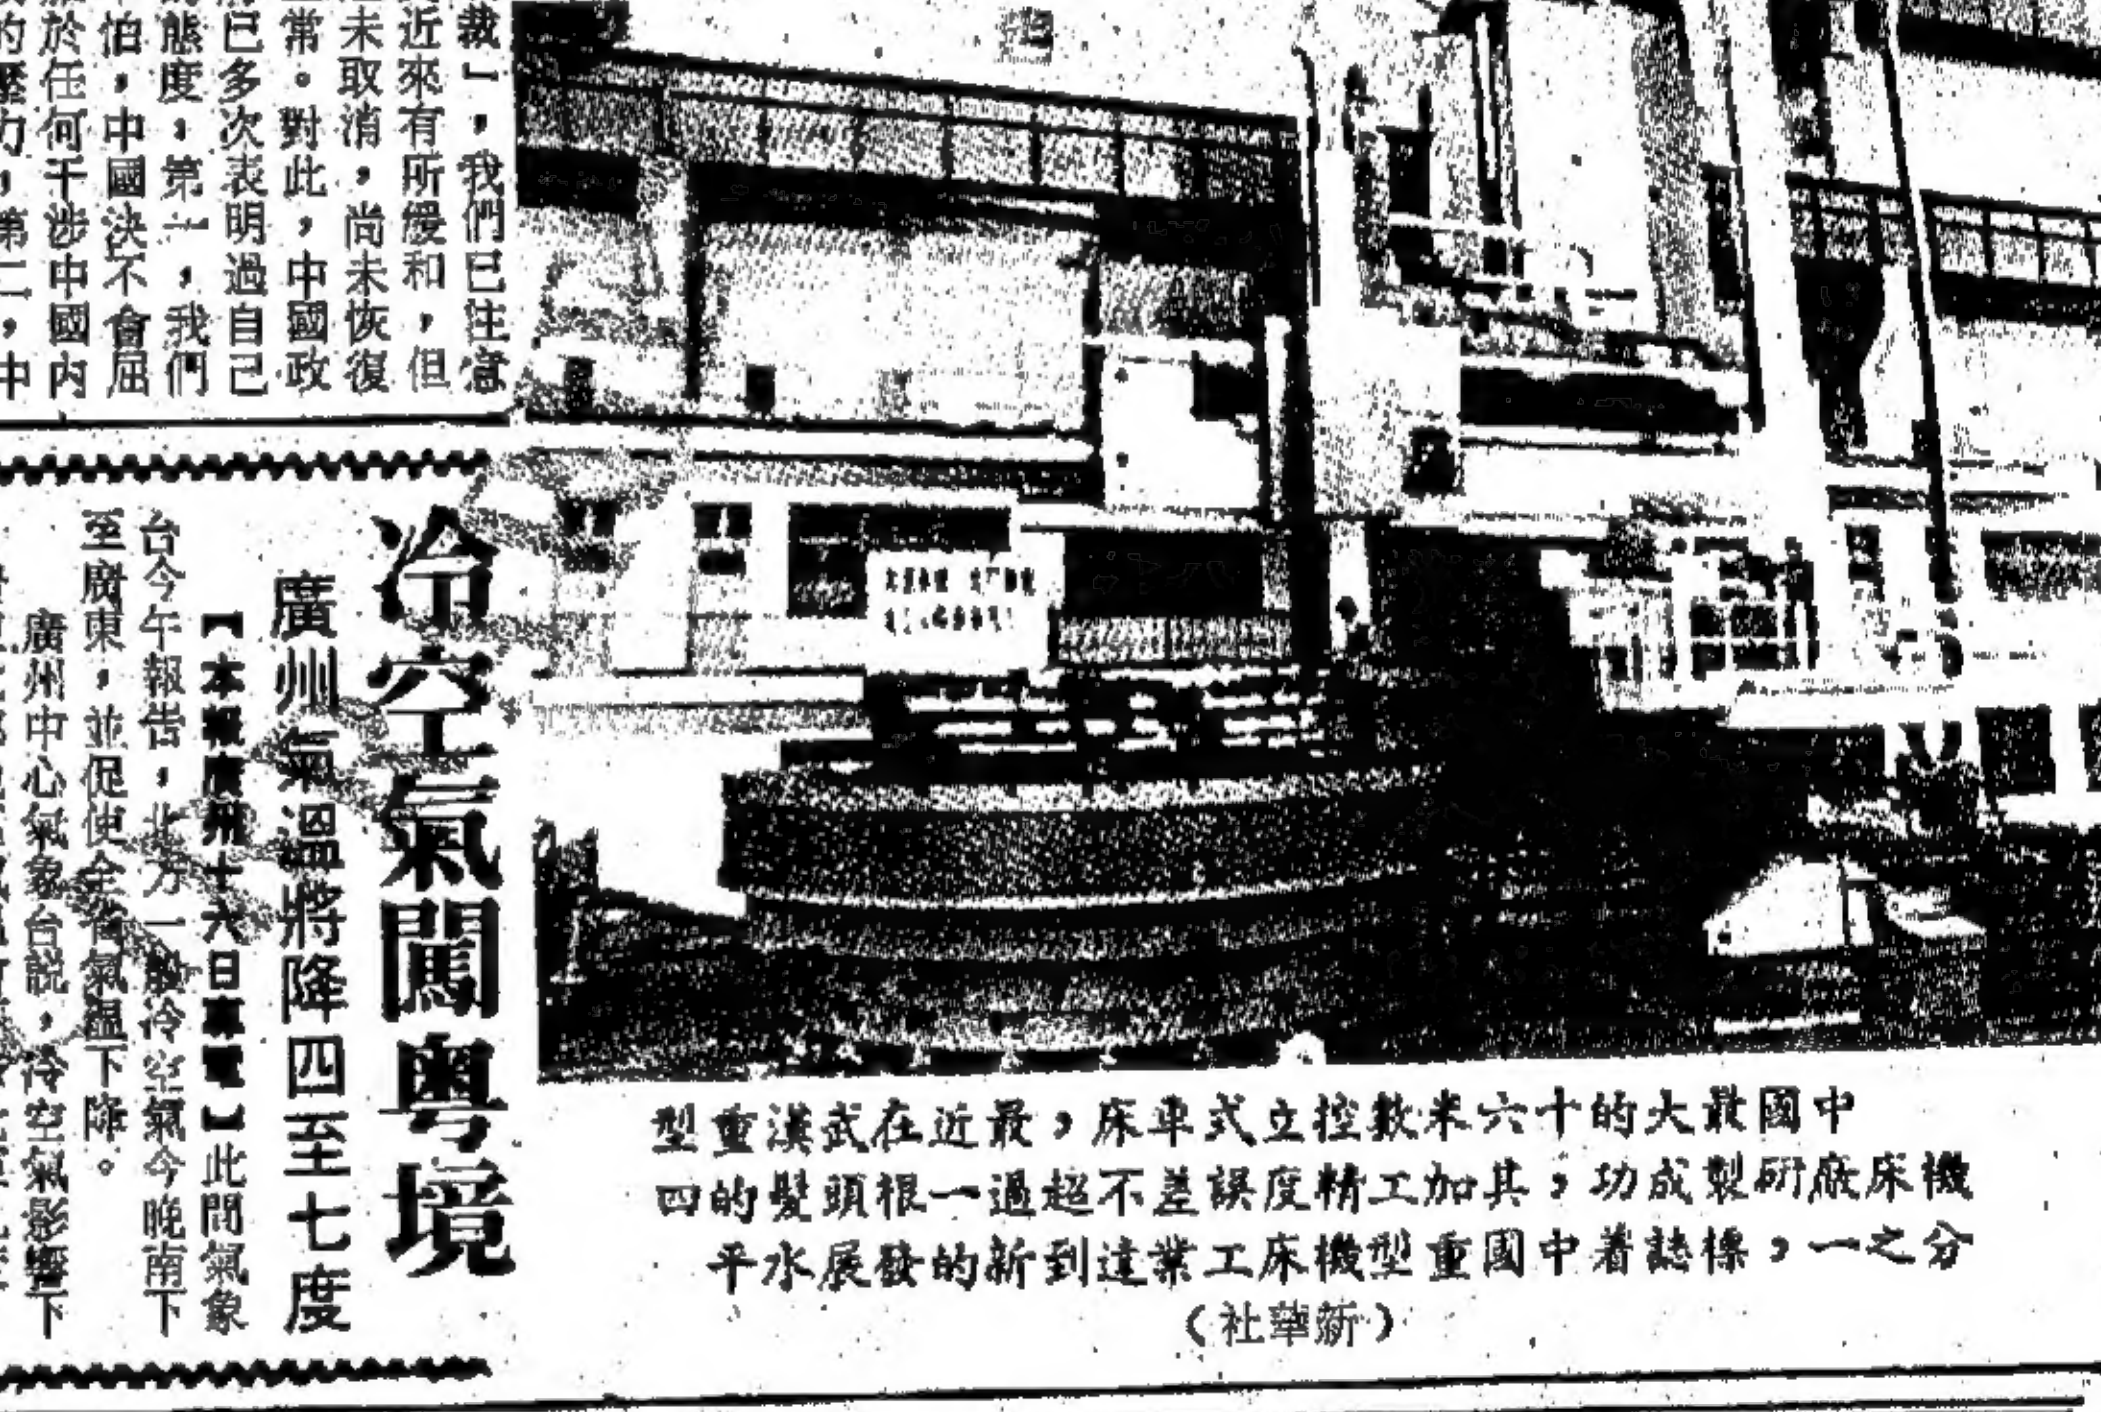 裁」，我們已注意
近來有所緩和，但
未取消，尚未恢復
常。對此，中國政
已多次表明過自己
態度，第一，我們
怕，中國決不會屈
於任何干涉中國內
的壓力，第二，中
冷空氣闖粵境
廣州氣溫將降四至七度
【本報廣州十六日專電】此間氣象
台今午報告，北方一般冷空氣今晚南下
至廣東，並促使全省氣溫下降。
廣州中心氣象台說，冷空氣影響下
中國最大的十六米數控立式車床，最近在武漢重型
機床廠研製成功，其加工精度誤差不超過一根頭髮的四
分之一，標誌着中國重型機床工業達到新的發展水平
（新華社）